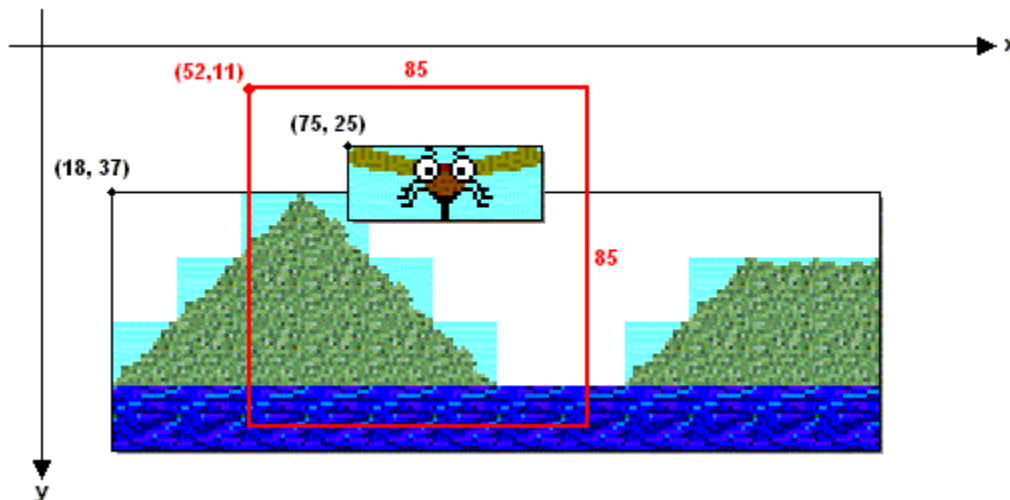 x
(52,11)
85
(75, 25)
(18, 37)
85
y